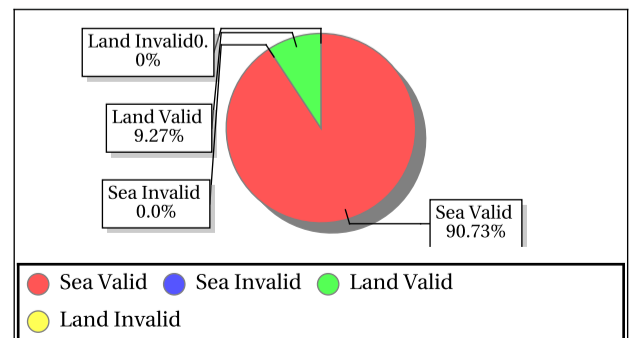 Land Invalid0.
0%
Land Valid
9.27%
Sea Invalid
0.0%
Sea Valid
90.73%
Sea Valid
Sea Invalid
Land Valid
Land Invalid